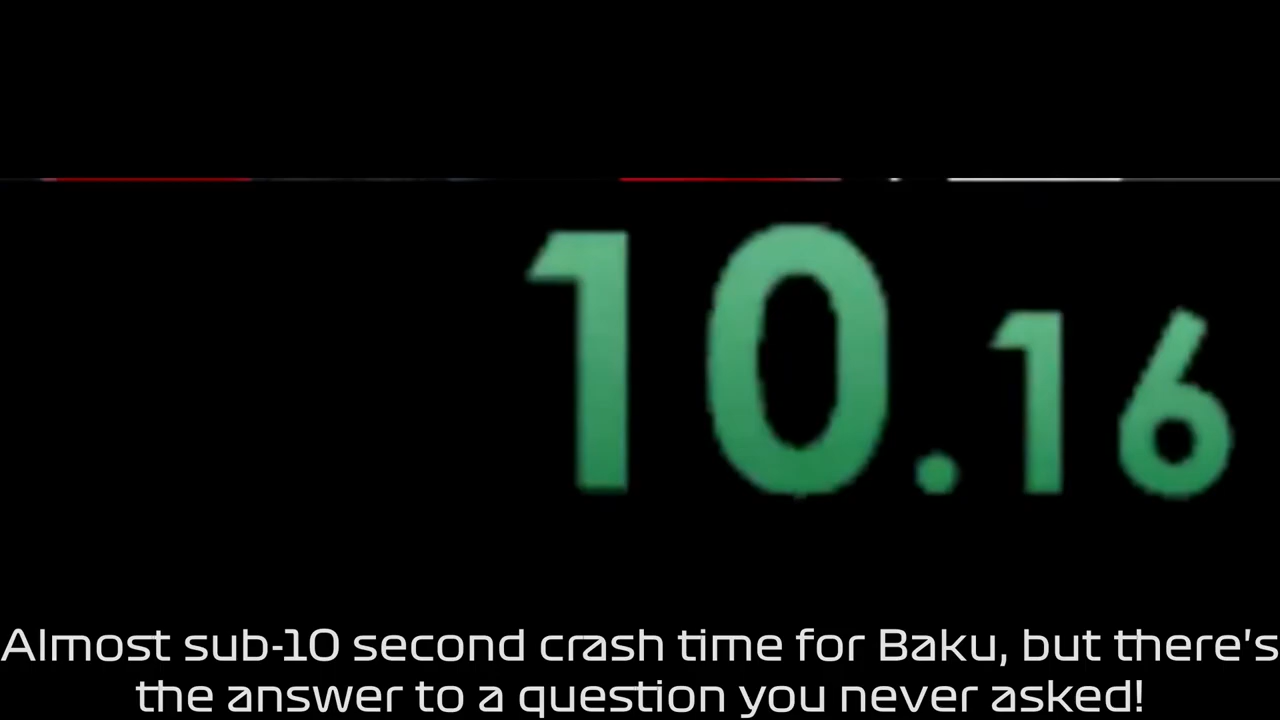 10.16
Almost sub-10 second crash time for Baku, but there's
the answer to a question you never asked!